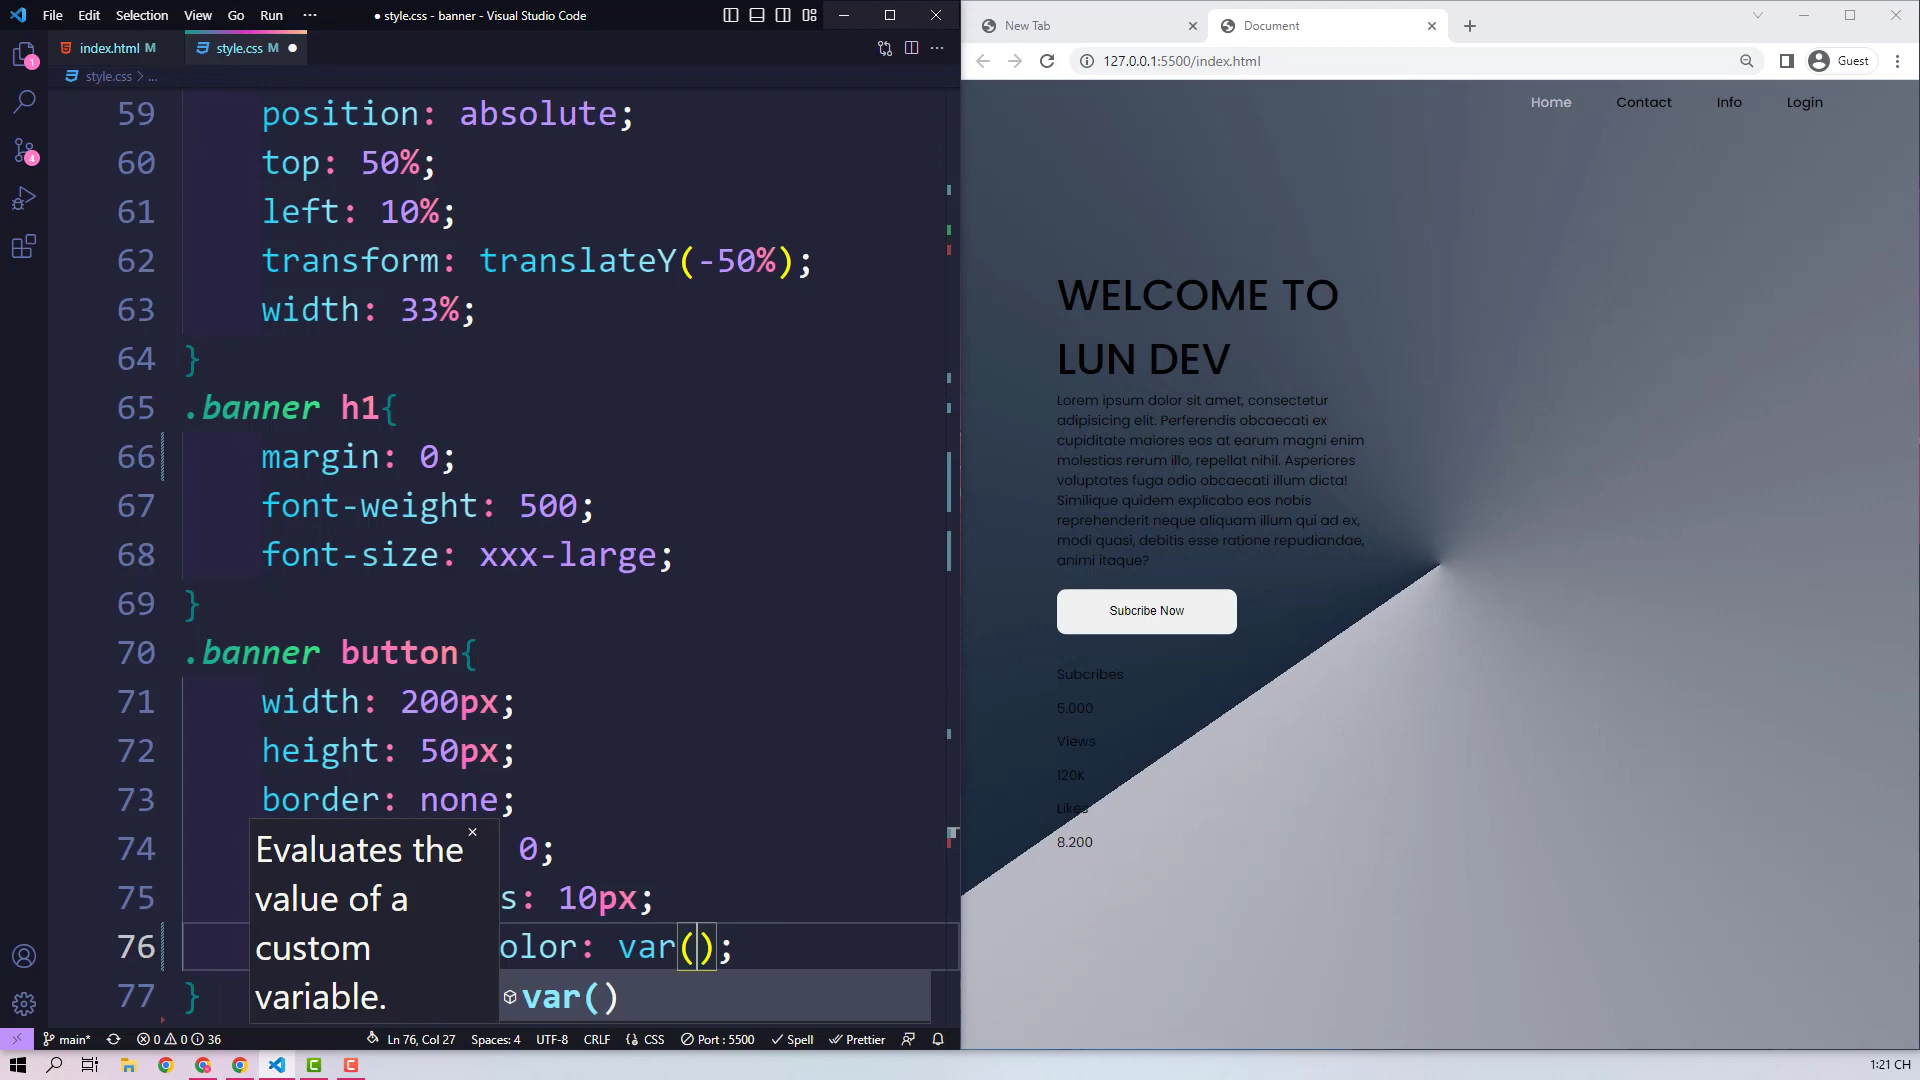 File Edit Selection View Go Run ···
● style.css - banner - Visual Studio Code
index.html M
style.css M ●
style.css > ...
59 position: absolute;
60 top: 50%;
61 left: 10%;
62 transform: translateY(-50%);
63 width: 33%;
64 }
65 .banner h1{
66 margin: 0;
67 font-weight: 500;
68 font-size: xxx-large;
69 }
70 .banner button{
71 width: 200px;
72 height: 50px;
73 border: none;
74 0;
75 s: 10px;
76 olor: var();
77 }
Evaluates the
value of a
custom
variable.
var()
1
4
main*
0 0 36
Ln 76, Col 27
Spaces: 4
UTF-8
CRLF
{} CSS
Port : 5500
Spell
Prettier
New Tab
Document
127.0.0.1:5500/index.html
Guest
Home Contact Info Login
WELCOME TO
LUN DEV
Lorem ipsum dolor sit amet, consectetur
adipisicing elit. Perferendis obcaecati ex
cupiditate maiores eos at earum magni enim
molestias rerum illo, repellat nihil. Asperiores
voluptates fuga odio obcaecati illum dicta!
Similique quidem explicabo eos nobis
reprehenderit neque aliquam illum qui ad ex,
modi quasi, debitis esse ratione repudiandae,
animi itaque?
Subcribe Now
Subcribes
5.000
Views
120K
Likes
8.200
1:21 CH